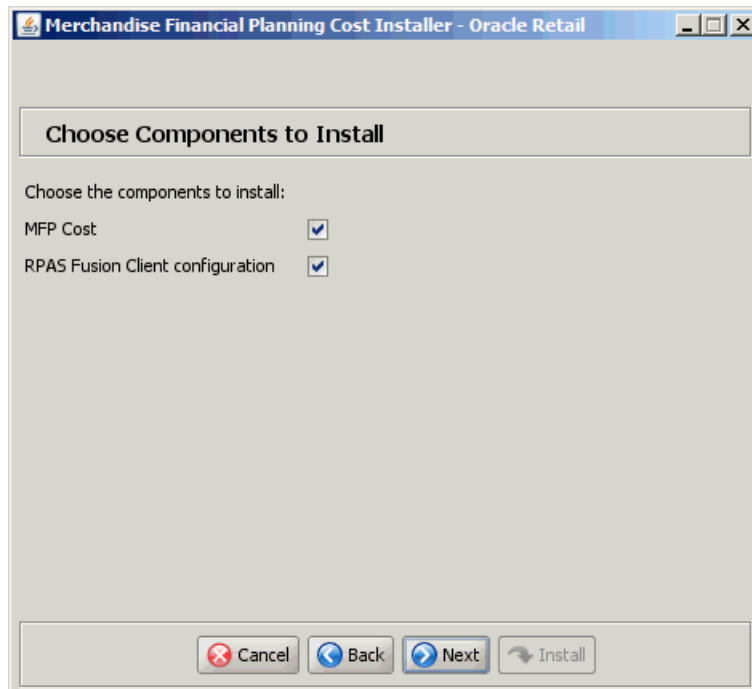 Merchandise Financial Planning Cost Installer - Oracle Retail
Choose Components to Install
Choose the components to install:
MFP Cost
RPAS Fusion Client configuration
Cancel Back Next Install